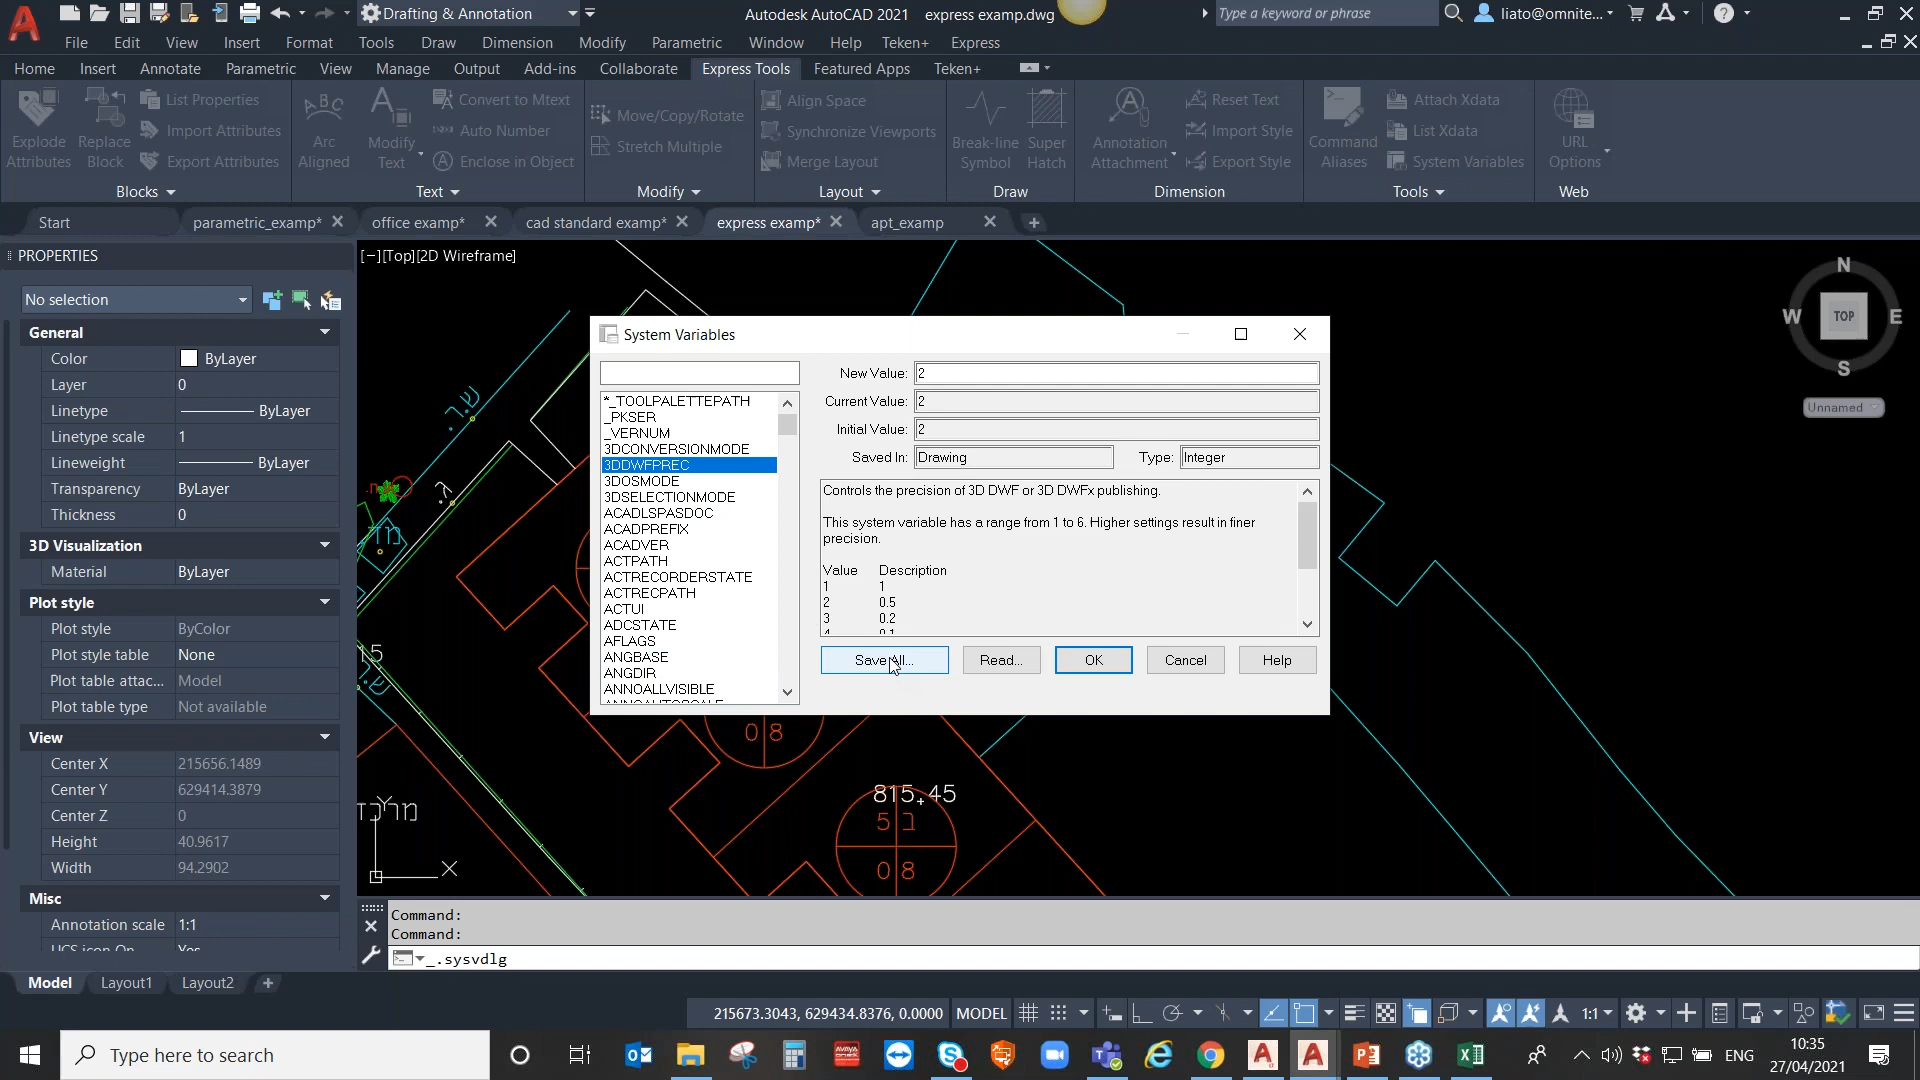 Drafting & Annotation
Autodesk AutoCAD 2021 express examp.dwg
Type a keyword or phrase
liato@omnite...
File Edit View Insert Format Tools Draw Dimension Modify Parametric Window Help Teken+ Express
Home Insert Annotate Parametric View Manage Output Add-ins Collaborate Express Tools Featured Apps Teken+
Explode Attributes
Replace Block
List Properties
Import Attributes
Export Attributes
Arc Aligned
Modify Text
Convert to Mtext
Auto Number
Enclose in Object
Move/Copy/Rotate
Stretch Multiple
Align Space
Synchronize Viewports
Merge Layout
Break-line Symbol
Super Hatch
Annotation Attachment
Reset Text
Import Style
Export Style
Command Aliases
Attach Xdata
List Xdata
System Variables
URL Options
Blocks Text Modify Layout Draw Dimension Tools Web
Start parametric_examp* office examp* cad standard examp* express examp* apt_examp
PROPERTIES
No selection
General
Color ByLayer
Layer 0
Linetype ByLayer
Linetype scale 1
Lineweight ByLayer
Transparency ByLayer
Thickness 0
3D Visualization
Material ByLayer
Plot style
Plot style ByColor
Plot style table None
Plot table attac... Model
Plot table type Not available
View
Center X 215656.1489
Center Y 629414.3879
Center Z 0
Height 40.9617
Width 94.2902
Misc
Annotation scale 1:1
[−][Top][2D Wireframe]
N
W TOP E
S
Unnamed
System Variables
*_TOOLPALETTEPATH
_PKSER
_VERNUM
3DCONVERSIONMODE
3DDWFPREC
3DOSMODE
3DSELECTIONMODE
ACADLSPASDOC
ACADPREFIX
ACADVER
ACTPATH
ACTRECORDERSTATE
ACTRECPATH
ACTUI
ADCSTATE
AFLAGS
ANGBASE
ANGDIR
ANNOALLVISIBLE
New Value: 2
Current Value: 2
Initial Value: 2
Saved In: Drawing Type: Integer
Controls the precision of 3D DWF or 3D DWFx publishing.
This system variable has a range from 1 to 6. Higher settings result in finer
precision.
Value Description
1 1
2 0.5
3 0.2
4 0.1
Save All... Read... OK Cancel Help
ש.ר.
ג.
מד
15
ש.ר.
08
815.45
5 ב
08
Y
X
Command:
Command:
_.sysvdlg
Model Layout1 Layout2
215673.3043, 629434.8376, 0.0000 MODEL 1:1
Type here to search
ENG
10:35
27/04/2021